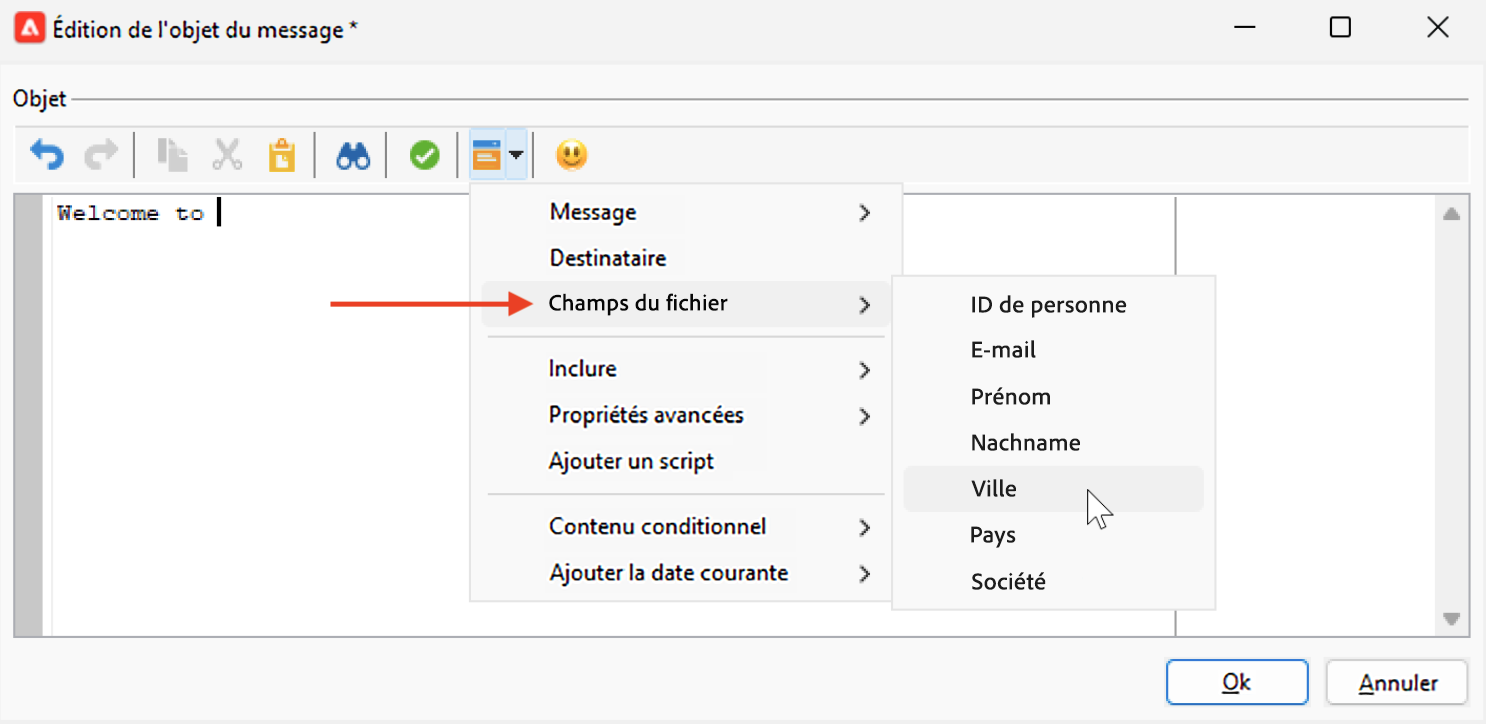 Édition de l'objet du message *
Objet
Welcome to
Message
Destinataire
Champs du fichier
Inclure
Propriétés avancées
Ajouter un script
Contenu conditionnel
Ajouter la date courante
ID de personne
E-mail
Prénom
Nachname
Ville
Pays
Société
Ok
Annuler